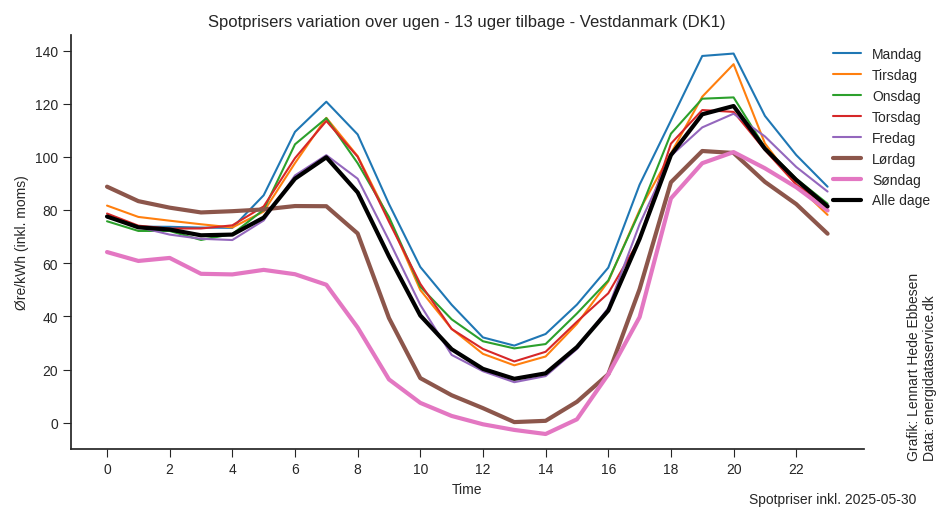 Spotprisers variation over ugen - 13 uger tilbage - Vestdanmark (DK1)
Øre/kWh (inkl. moms)
140
120
100
80
60
40
20
0
0 2 4 6 8 10 12 14 16 18 20 22
Time
Mandag
Tirsdag
Onsdag
Torsdag
Fredag
Lørdag
Søndag
Alle dage
Grafik: Lennart Hede Ebbesen
Data: energidataservice.dk
Spotpriser inkl. 2025-05-30